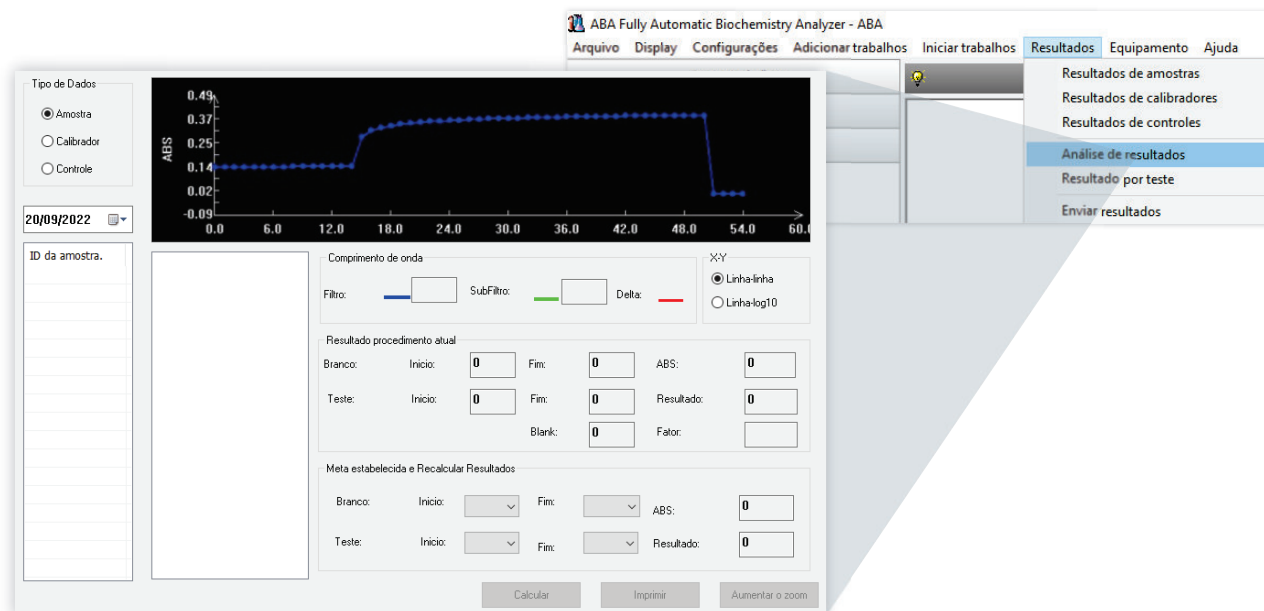 ABA Fully Automatic Biochemistry Analyzer - ABA
Arquivo Display Configurações Adicionar trabalhos Iniciar trabalhos Resultados Equipamento Ajuda
Resultados de amostras
Resultados de calibradores
Resultados de controles
Análise de resultados
Resultado por teste
Enviar resultados
Tipo de Dados
Amostra
Calibrador
Controle
20/09/2022
ID da amostra.
ABS
0.49
0.37
0.25
0.14
0.02
-0.09
0.0 6.0 12.0 18.0 24.0 30.0 36.0 42.0 48.0 54.0 60.
Comprimento de onda
Filtro: SubFiltro: Delta:
X-Y
Linha-linha
Linha-log10
Resultado procedimento atual
Branco: Inicio: 0 Fim: 0 ABS: 0
Teste: Inicio: 0 Fim: 0 Resultado: 0
Blank: 0 Fator:
Meta estabelecida e Recalcular Resultados
Branco: Inicio: Fim: ABS: 0
Teste: Inicio: Fim: Resultado: 0
Calcular Imprimir Aumentar o zoom